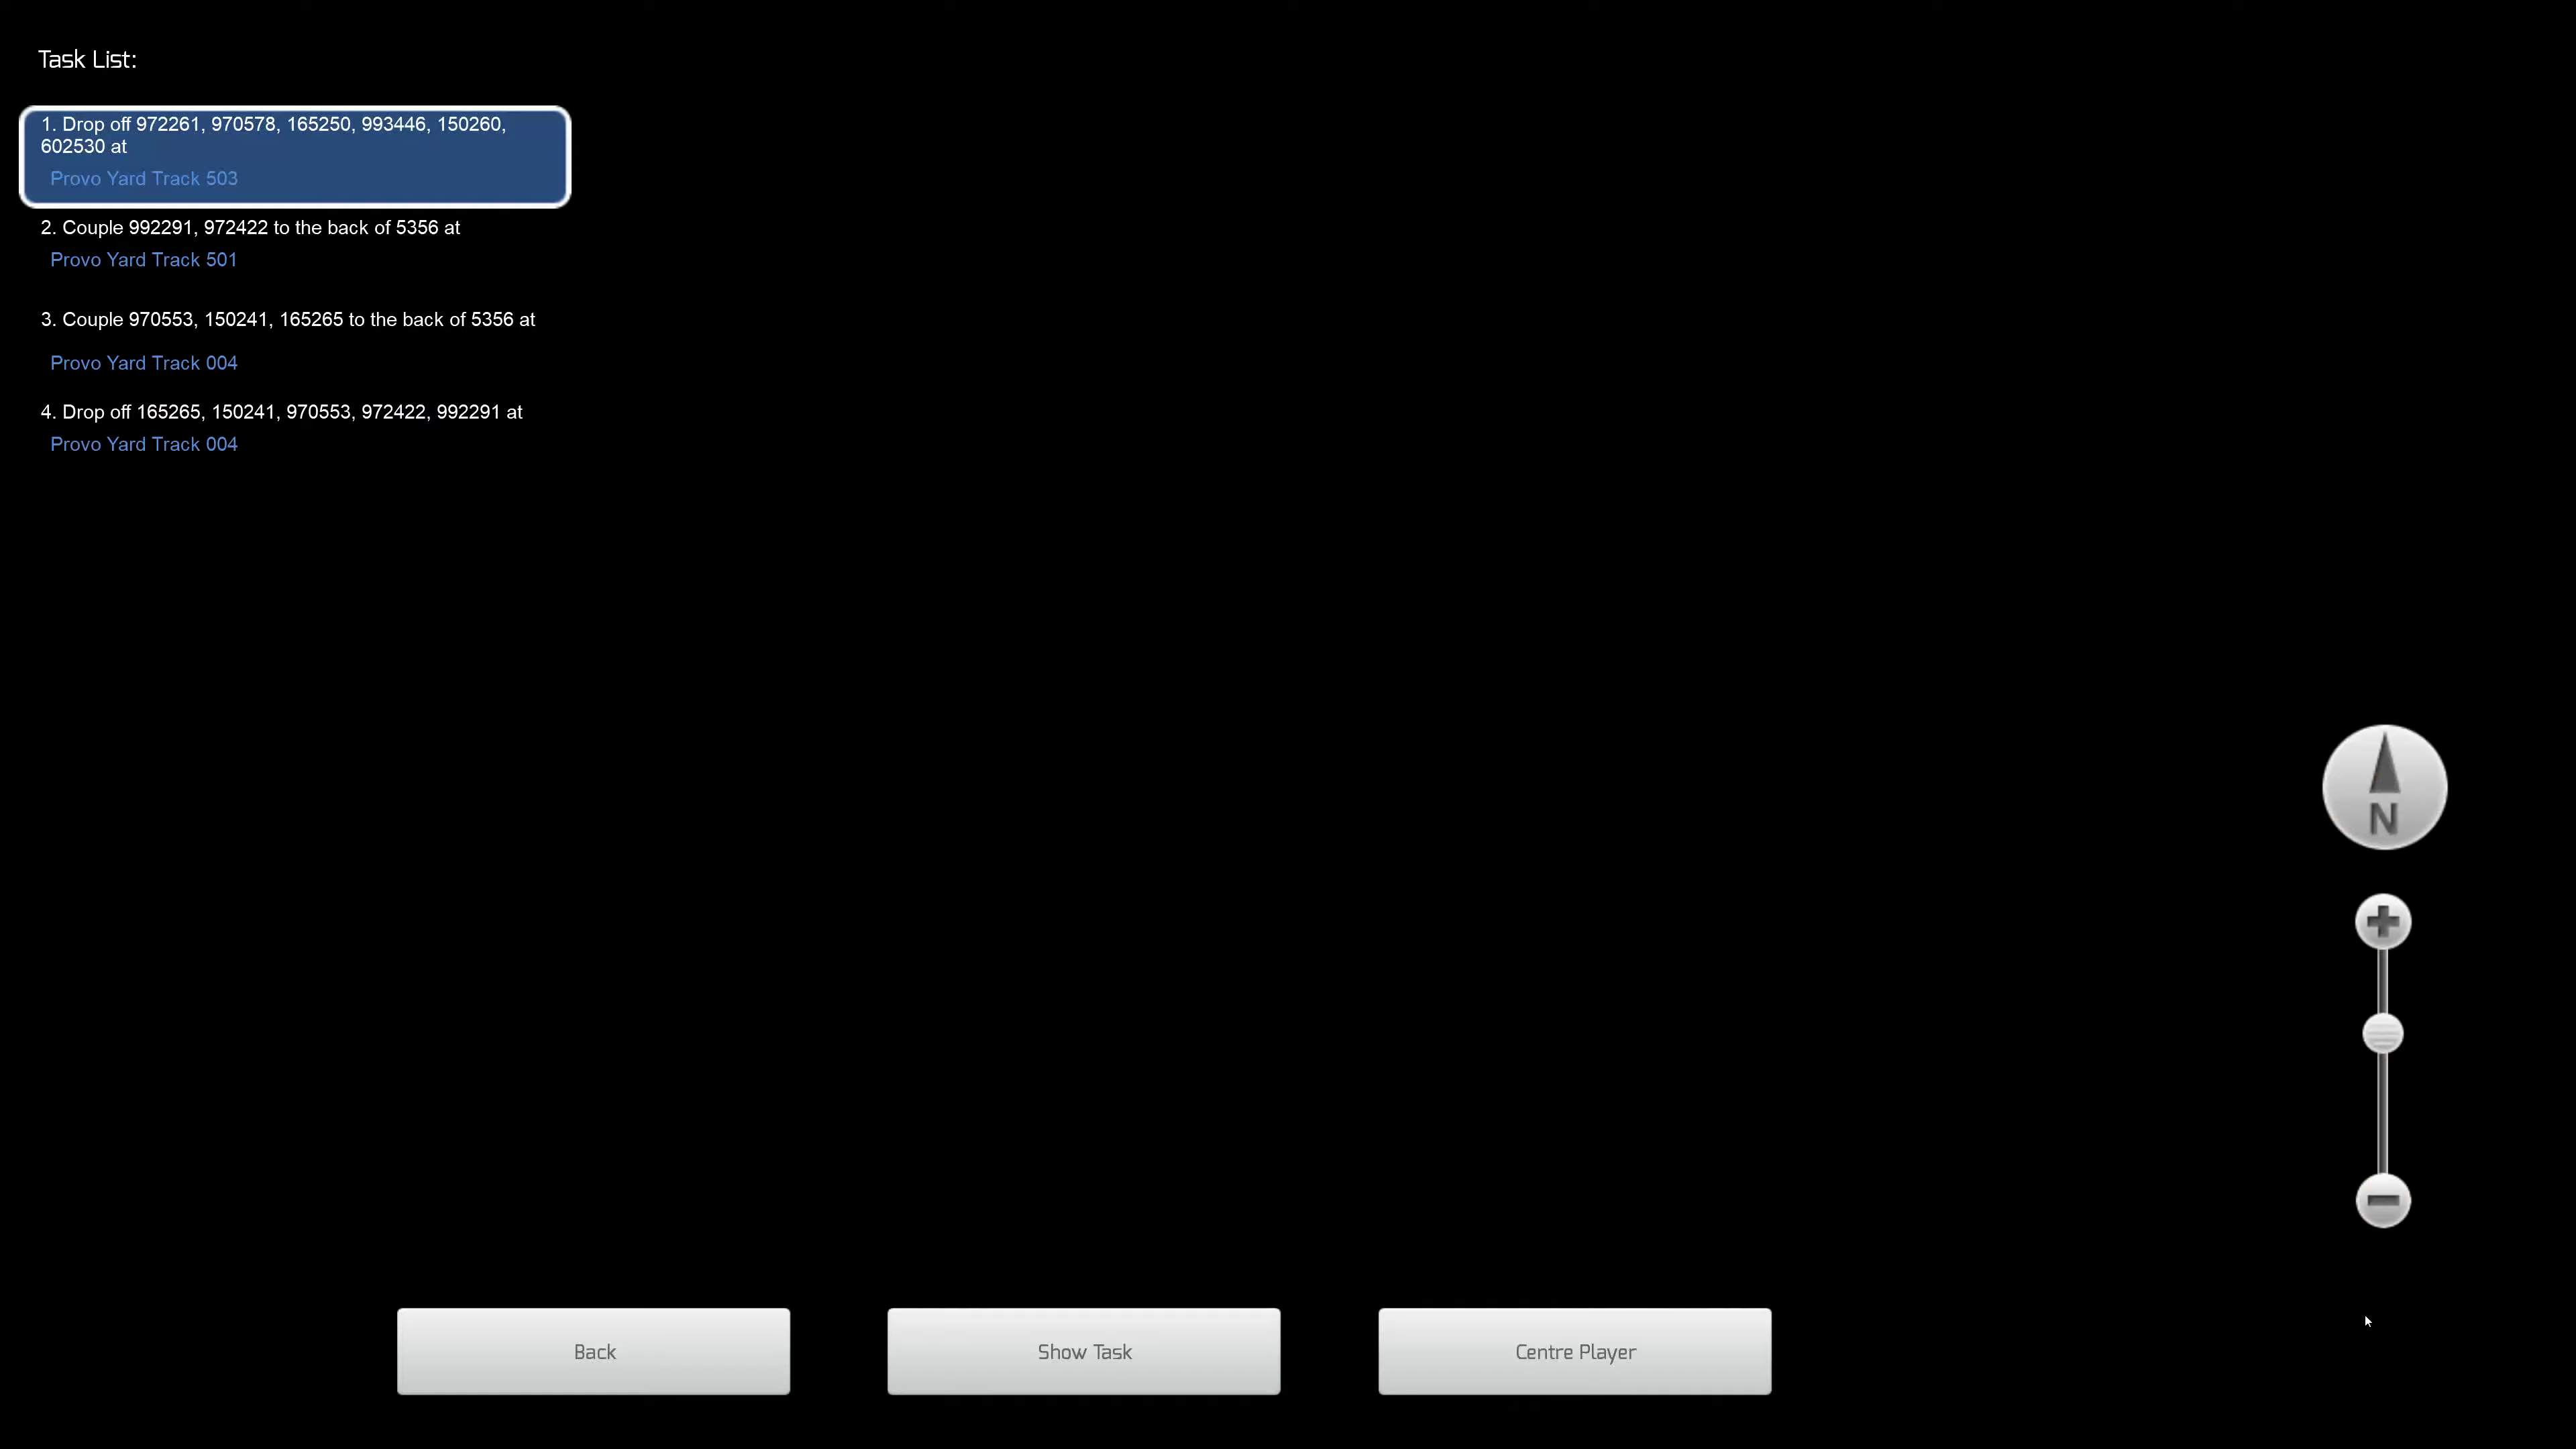 Task List:
1. Drop off 972261, 970578, 165250, 993446, 150260,
602530 at
Provo Yard Track 503
2. Couple 992291, 972422 to the back of 5356 at
Provo Yard Track 501
3. Couple 970553, 150241, 165265 to the back of 5356 at
Provo Yard Track 004
4. Drop off 165265, 150241, 970553, 972422, 992291 at
Provo Yard Track 004
N
Back
Show Task
Centre Player